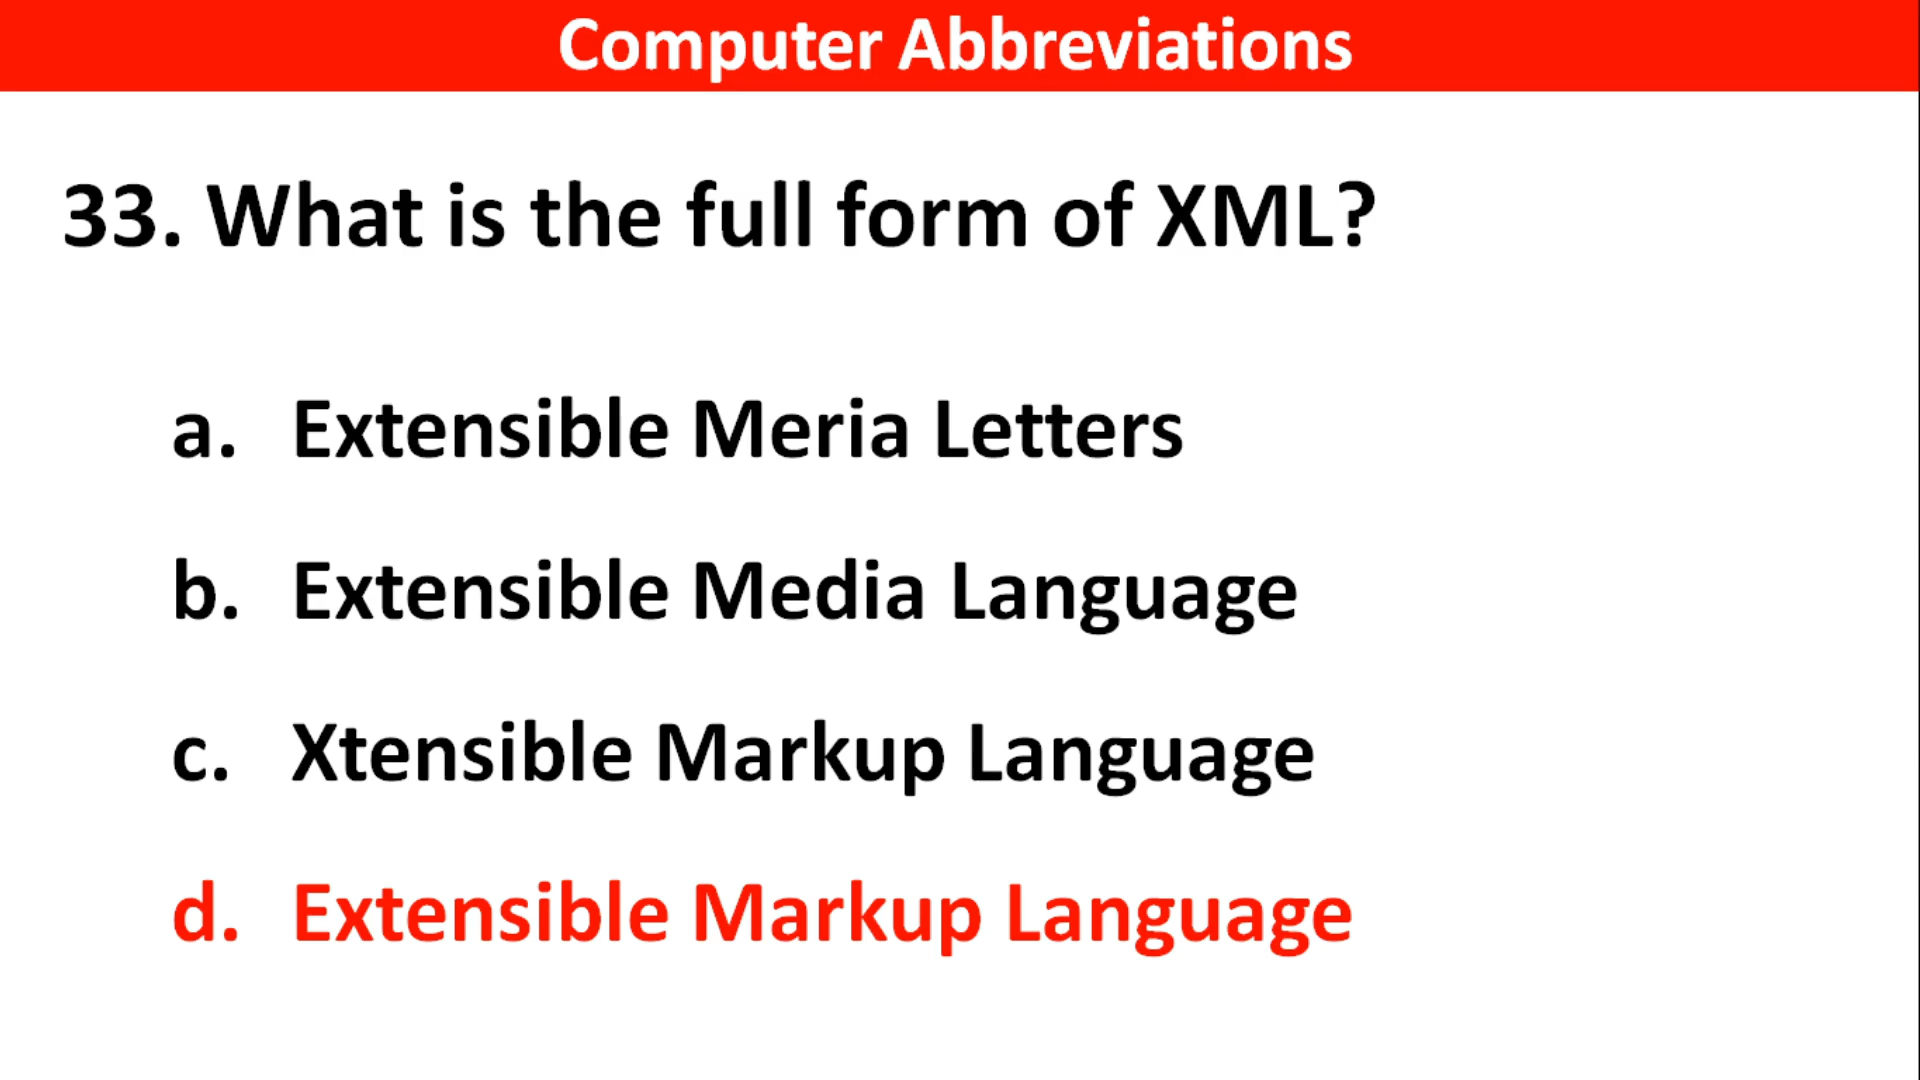 Computer Abbreviations
33. What is the full form of XML?
a. Extensible Meria Letters
b. Extensible Media Language
c. Xtensible Markup Language
d. Extensible Markup Language